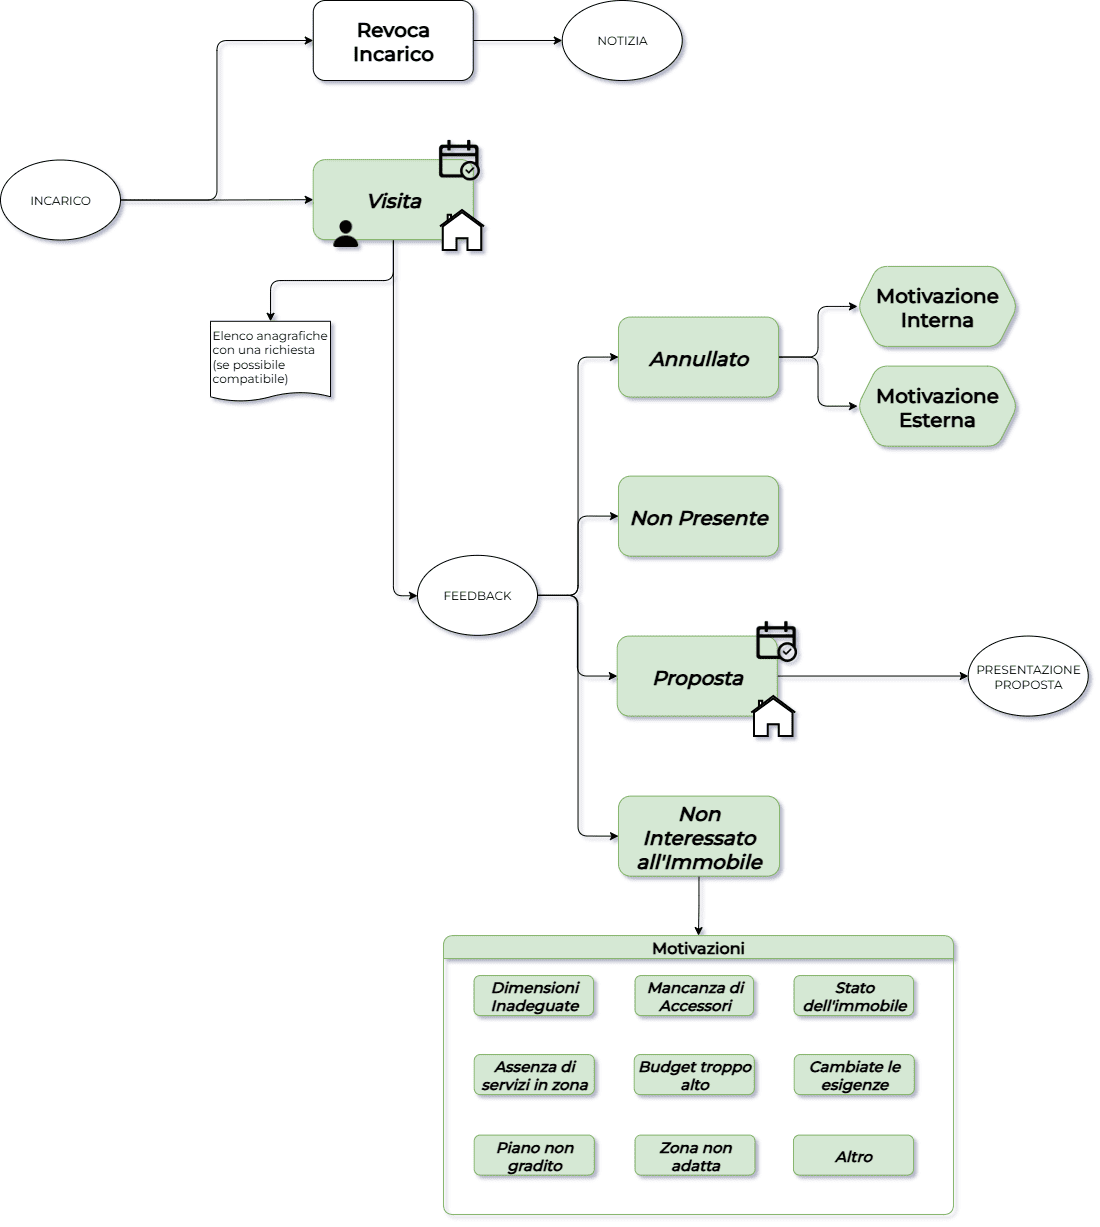 Revoca
Incarico
NOTIZIA
INCARICO
Visita
Elenco anagrafiche
con una richiesta
(se possibile
compatibile)
Annullato
Motivazione
Interna
Motivazione
Esterna
Non Presente
FEEDBACK
Proposta
PRESENTAZIONE
PROPOSTA
Non
Interessato
all'Immobile
Motivazioni
Dimensioni
Inadeguate
Mancanza di
Accessori
Stato
dell'immobile
Assenza di
servizi in zona
Budget troppo
alto
Cambiate le
esigenze
Piano non
gradito
Zona non
adatta
Altro